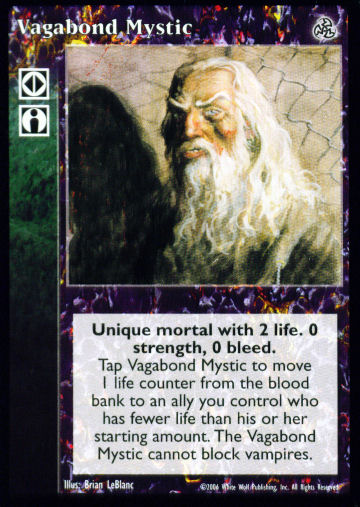 Vagabond Mystic
Unique mortal with 2 life. 0
strength, 0 bleed.
Tap Vagabond Mystic to move
1 life counter from the blood
bank to an ally you control who
has fewer life than his or her
starting amount. The Vagabond
Mystic cannot block vampires.
Illus: Brian LeBlanc
©2006 White Wolf Publishing, Inc. All Rights Reserved.